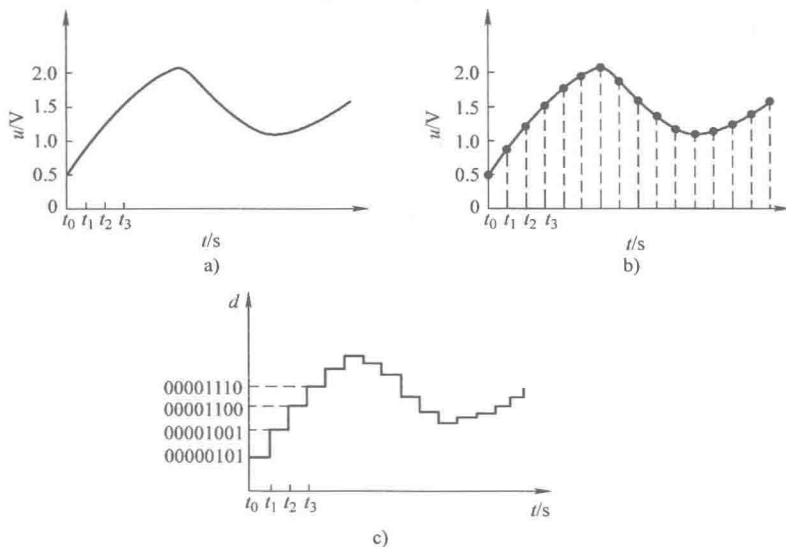 u/V
2.0
1.5
1.0
0.5
0
t₀ t₁ t₂ t₃
t/s
a)
u/V
2.0
1.5
1.0
0.5
0
t₀ t₁ t₂ t₃
t/s
b)
d
00001110
00001100
00001001
00000101
t₀ t₁ t₂ t₃
t/s
c)